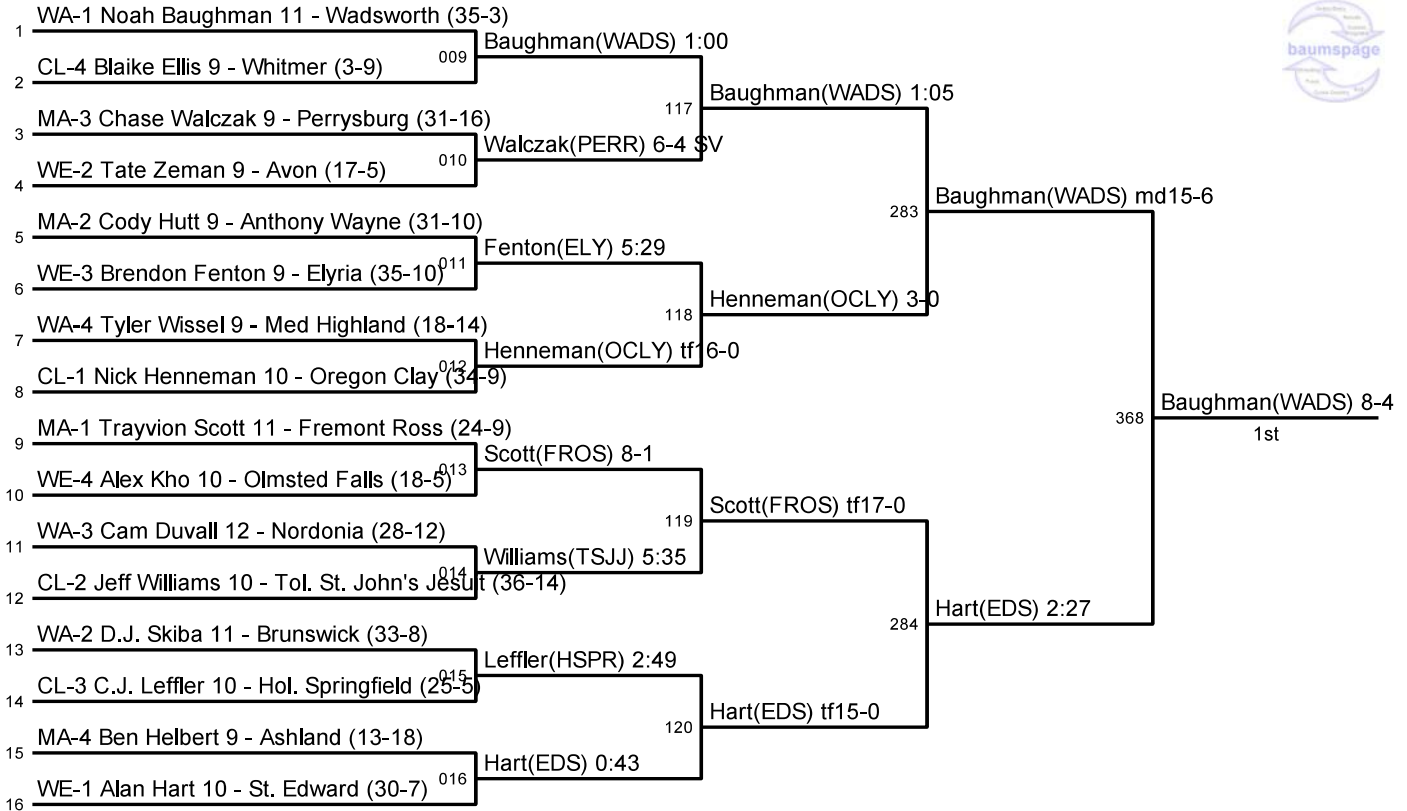 WA-1 Noah Baughman 11 - Wadsworth (35-3)
1
Baughman(WADS) 1:00
009
CL-4 Blaike Ellis 9 - Whitmer (3-9)
2
baumspage
Baughman(WADS) 1:05
117
MA-3 Chase Walczak 9 - Perrysburg (31-16)
3
Walczak(PERR) 6-4 SV
010
WE-2 Tate Zeman 9 - Avon (17-5)
4
Baughman(WADS) md15-6
283
MA-2 Cody Hutt 9 - Anthony Wayne (31-10)
5
Fenton(ELY) 5:29
011
WE-3 Brendon Fenton 9 - Elyria (35-10)
6
Henneman(OCLY) 3-0
118
WA-4 Tyler Wissel 9 - Med Highland (18-14)
7
Henneman(OCLY) tf16-0
012
CL-1 Nick Henneman 10 - Oregon Clay (34-9)
8
Baughman(WADS) 8-4
368
1st
MA-1 Trayvion Scott 11 - Fremont Ross (24-9)
9
Scott(FROS) 8-1
013
WE-4 Alex Kho 10 - Olmsted Falls (18-5)
10
Scott(FROS) tf17-0
119
WA-3 Cam Duvall 12 - Nordonia (28-12)
11
Williams(TSJJ) 5:35
014
CL-2 Jeff Williams 10 - Tol. St. John's Jesuit (36-14)
12
Hart(EDS) 2:27
284
WA-2 D.J. Skiba 11 - Brunswick (33-8)
13
Leffler(HSPR) 2:49
015
CL-3 C.J. Leffler 10 - Hol. Springfield (25-5)
14
Hart(EDS) tf15-0
120
MA-4 Ben Helbert 9 - Ashland (13-18)
15
Hart(EDS) 0:43
016
WE-1 Alan Hart 10 - St. Edward (30-7)
16